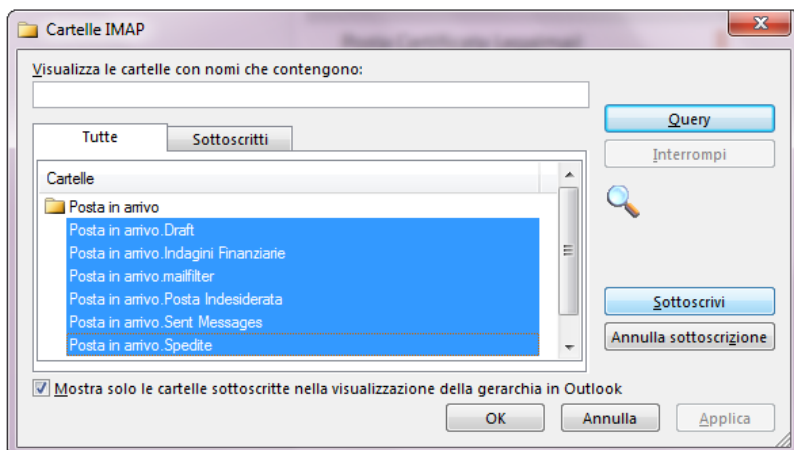 Cartelle IMAP
Visualizza le cartelle con nomi che contengono:
Query
Tutte
Sottoscritti
Interrompi
Cartelle
Posta in arrivo
Posta in arrivo.Draft
Posta in arrivo.Indagini Finanziarie
Posta in arrivo.mailfilter
Posta in arrivo.Posta Indesiderata
Posta in arrivo.Sent Messages
Posta in arrivo.Spedite
Sottoscrivi
Annulla sottoscrizione
Mostra solo le cartelle sottoscritte nella visualizzazione della gerarchia in Outlook
OK
Annulla
Applica